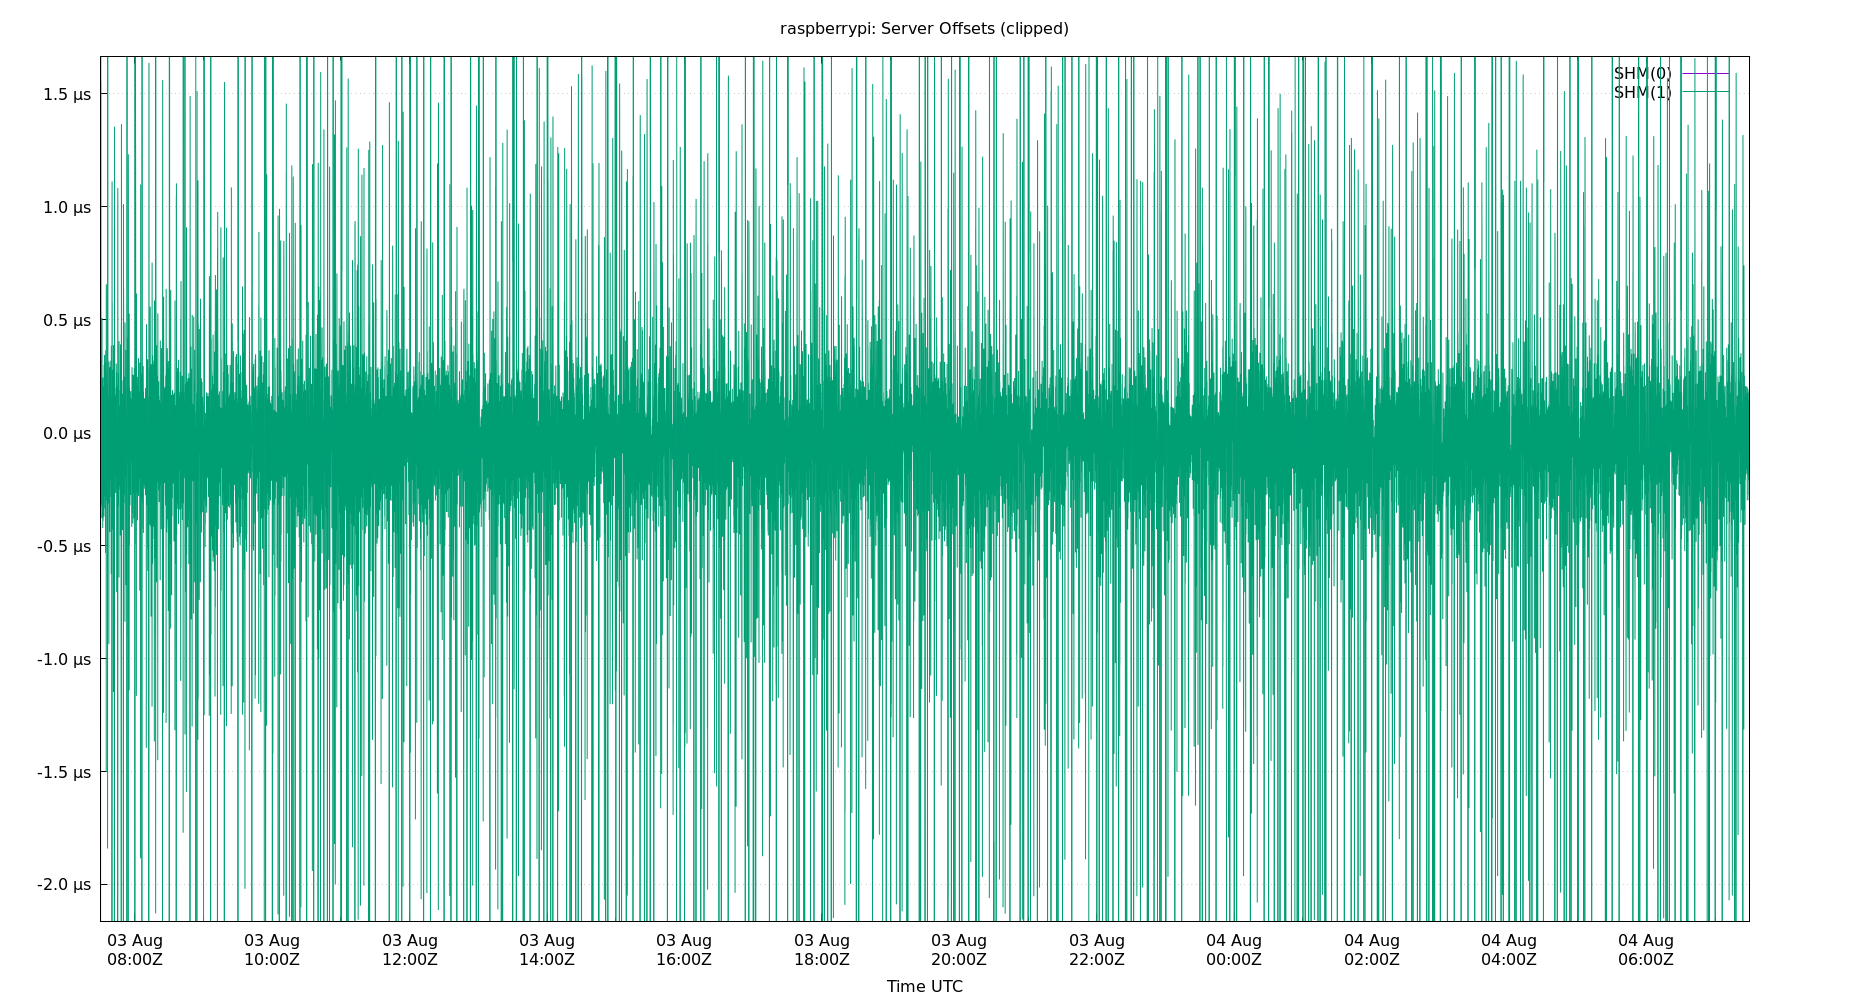 raspberrypi: Server Offsets (clipped)
SHM(0)
SHM(1)
1.5 µs
1.0 µs
0.5 µs
0.0 µs
-0.5 µs
-1.0 µs
-1.5 µs
-2.0 µs
03 Aug 03 Aug 03 Aug 03 Aug 03 Aug 03 Aug 03 Aug 03 Aug 04 Aug 04 Aug 04 Aug 04 Aug
08:00Z 10:00Z 12:00Z 14:00Z 16:00Z 18:00Z 20:00Z 22:00Z 00:00Z 02:00Z 04:00Z 06:00Z
Time UTC